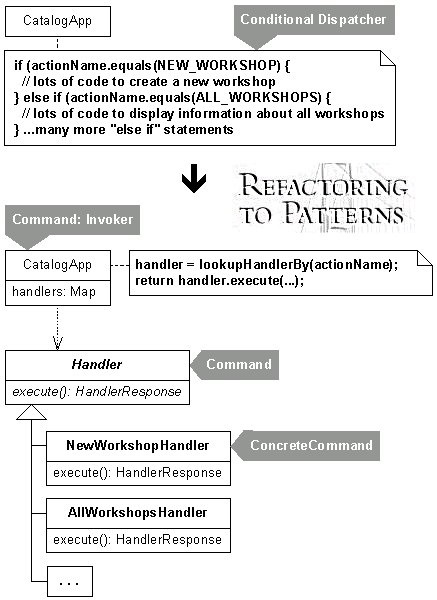 CatalogApp
Conditional Dispatcher
if (actionName.equals(NEW_WORKSHOP) {
// lots of code to create a new workshop
} else if (actionName.equals(ALL_WORKSHOPS) {
// lots of code to display information about all workshops
} ...many more "else if" statements
REFACTORING
TO PATTERNS
Command: Invoker
CatalogApp
handlers: Map
handler = lookupHandlerBy(actionName);
return handler.execute(...);
Handler
execute(): HandlerResponse
Command
NewWorkshopHandler
execute(): HandlerResponse
ConcreteCommand
AllWorkshopsHandler
execute(): HandlerResponse
...